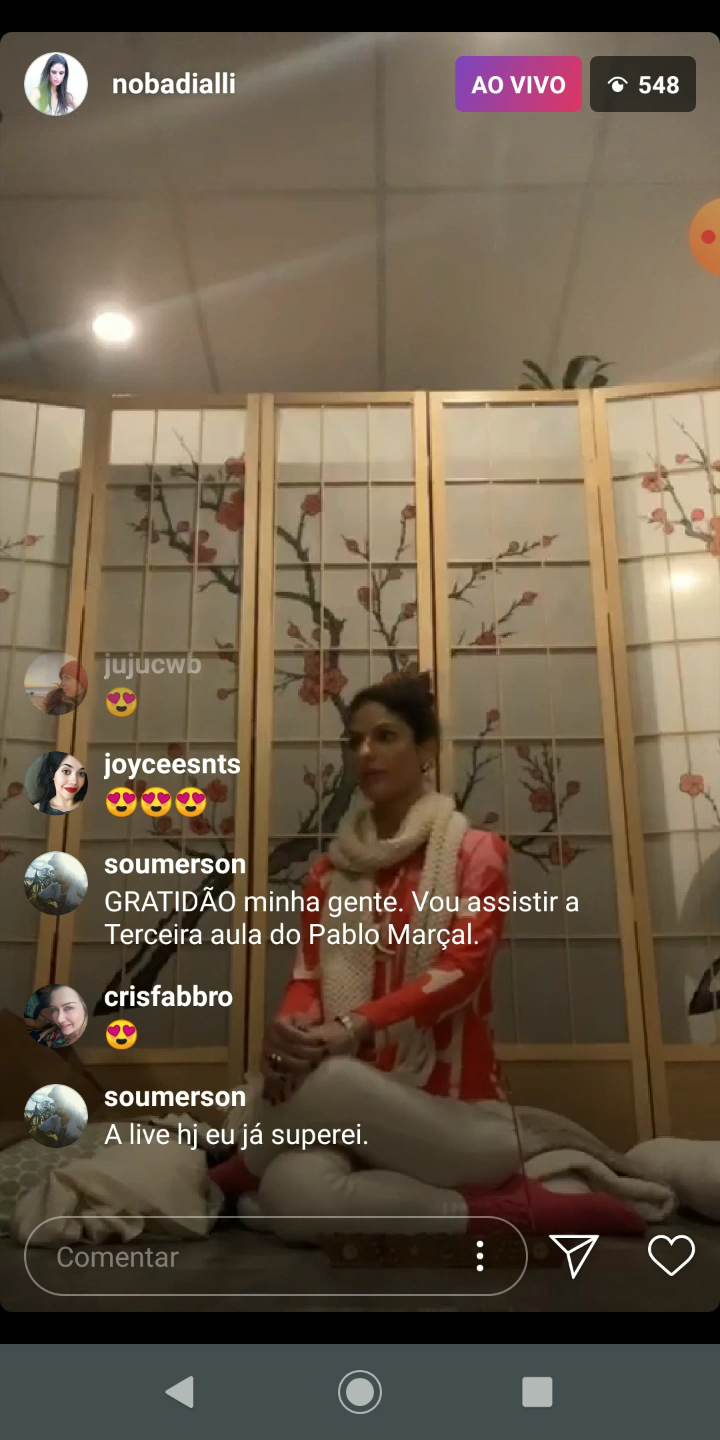 nobadialli
AO VIVO
548
jujucwb
😍
joyceesnts
😍😍😍
soumerson
GRATIDÃO minha gente. Vou assistir a
Terceira aula do Pablo Marçal.
crisfabbro
😍
soumerson
A live hj eu já superei.
Comentar